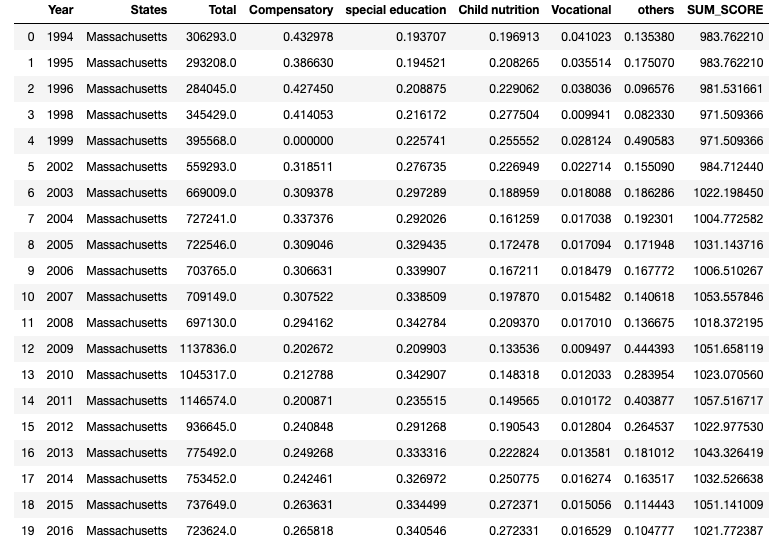 Year States Total Compensatory special education Child nutrition Vocational others SUM_SCORE
0 1994 Massachusetts 306293.0 0.432978 0.193707 0.196913 0.041023 0.135380 983.762210
1 1995 Massachusetts 293208.0 0.386630 0.194521 0.208265 0.035514 0.175070 983.762210
2 1996 Massachusetts 284045.0 0.427450 0.208875 0.229062 0.038036 0.096576 981.531661
3 1998 Massachusetts 345429.0 0.414053 0.216172 0.277504 0.009941 0.082330 971.509366
4 1999 Massachusetts 395568.0 0.000000 0.225741 0.255552 0.028124 0.490583 971.509366
5 2002 Massachusetts 559293.0 0.318511 0.276735 0.226949 0.022714 0.155090 984.712440
6 2003 Massachusetts 669009.0 0.309378 0.297289 0.188959 0.018088 0.186286 1022.198450
7 2004 Massachusetts 727241.0 0.337376 0.292026 0.161259 0.017038 0.192301 1004.772582
8 2005 Massachusetts 722546.0 0.309046 0.329435 0.172478 0.017094 0.171948 1031.143716
9 2006 Massachusetts 703765.0 0.306631 0.339907 0.167211 0.018479 0.167772 1006.510267
10 2007 Massachusetts 709149.0 0.307522 0.338509 0.197870 0.015482 0.140618 1053.557846
11 2008 Massachusetts 697130.0 0.294162 0.342784 0.209370 0.017010 0.136675 1018.372195
12 2009 Massachusetts 1137836.0 0.202672 0.209903 0.133536 0.009497 0.444393 1051.658119
13 2010 Massachusetts 1045317.0 0.212788 0.342907 0.148318 0.012033 0.283954 1023.070560
14 2011 Massachusetts 1146574.0 0.200871 0.235515 0.149565 0.010172 0.403877 1057.516717
15 2012 Massachusetts 936645.0 0.240848 0.291268 0.190543 0.012804 0.264537 1022.977530
16 2013 Massachusetts 775492.0 0.249268 0.333316 0.222824 0.013581 0.181012 1043.326419
17 2014 Massachusetts 753452.0 0.242461 0.326972 0.250775 0.016274 0.163517 1032.526638
18 2015 Massachusetts 737649.0 0.263631 0.334499 0.272371 0.015056 0.114443 1051.141009
19 2016 Massachusetts 723624.0 0.265818 0.340546 0.272331 0.016529 0.104777 1021.772387